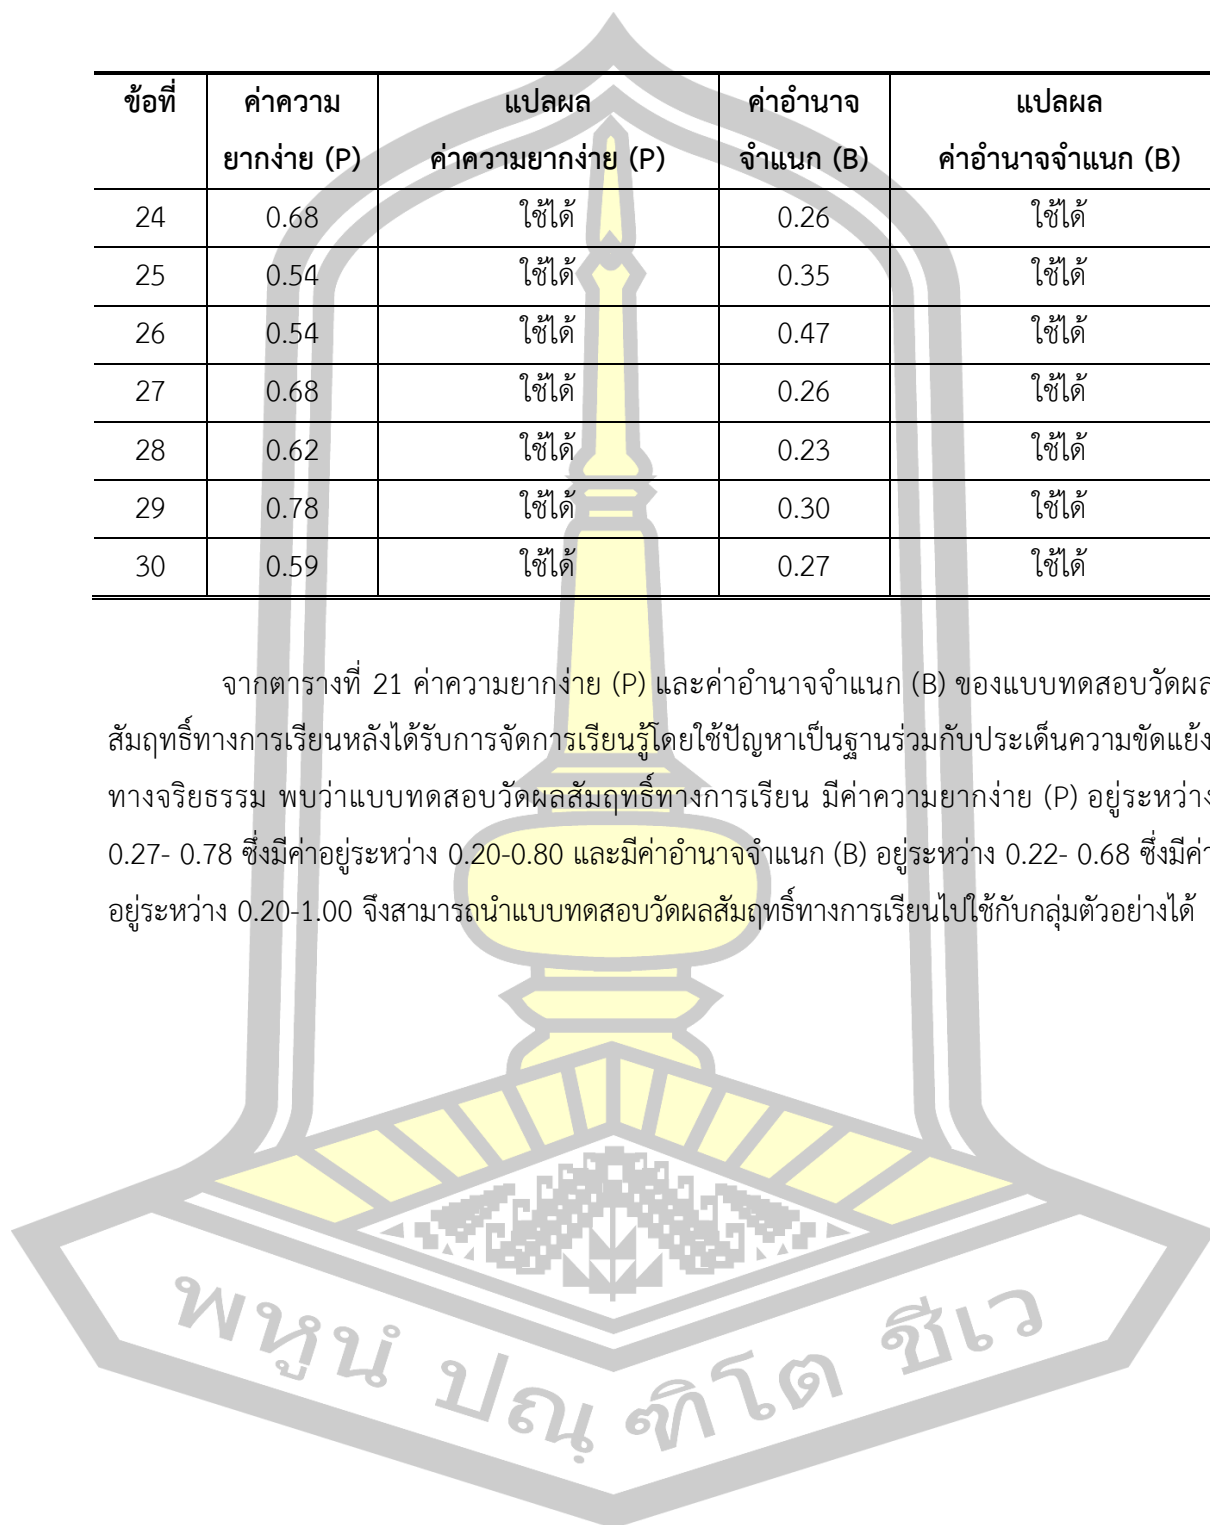 ข้อที่ ค่าความ แปลผล ค่าอำนาจ แปลผล
ยากง่าย (P) ค่าความยากง่าย (P) จำแนก (B) ค่าอำนาจจำแนก (B)
24 0.68 ใช้ได้ 0.26 ใช้ได้
25 0.54 ใช้ได้ 0.35 ใช้ได้
26 0.54 ใช้ได้ 0.47 ใช้ได้
27 0.68 ใช้ได้ 0.26 ใช้ได้
28 0.62 ใช้ได้ 0.23 ใช้ได้
29 0.78 ใช้ได้ 0.30 ใช้ได้
30 0.59 ใช้ได้ 0.27 ใช้ได้
จากตารางที่ 21 ค่าความยากง่าย (P) และค่าอำนาจจำแนก (B) ของแบบทดสอบวัดผล
สัมฤทธิ์ทางการเรียนหลังได้รับการจัดการเรียนรู้โดยใช้ปัญหาเป็นฐานร่วมกับประเด็นความขัดแย้ง
ทางจริยธรรม พบว่าแบบทดสอบวัดผลสัมฤทธิ์ทางการเรียน มีค่าความยากง่าย (P) อยู่ระหว่าง
0.27- 0.78 ซึ่งมีค่าอยู่ระหว่าง 0.20-0.80 และมีค่าอำนาจจำแนก (B) อยู่ระหว่าง 0.22- 0.68 ซึ่งมีค่า
อยู่ระหว่าง 0.20-1.00 จึงสามารถนำแบบทดสอบวัดผลสัมฤทธิ์ทางการเรียนไปใช้กับกลุ่มตัวอย่างได้
พหูนํ ปณฺฑิโต ชีเว